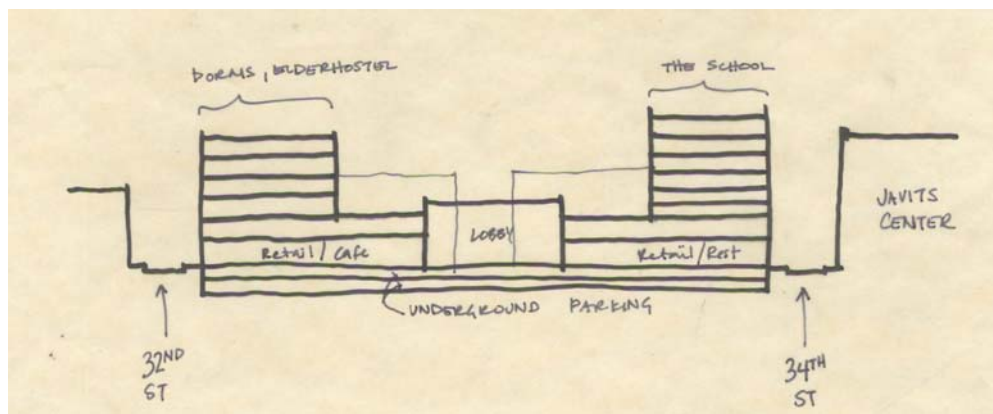 DORMS, ELDERHOSTEL
THE SCHOOL
JAVITS
CENTER
LOBBY
Retail/Cafe
Retail/Rest
UNDERGROUND PARKING
32ND
ST
34TH
ST